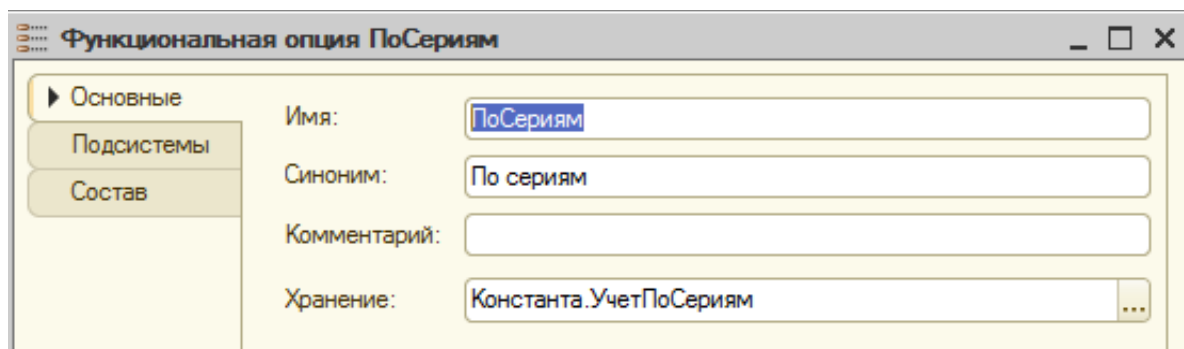 Функциональная опция ПоСериям
Основные
Подсистемы
Состав
Имя: ПоСериям
Синоним: По сериям
Комментарий:
Хранение: Константа.УчетПоСериям ...